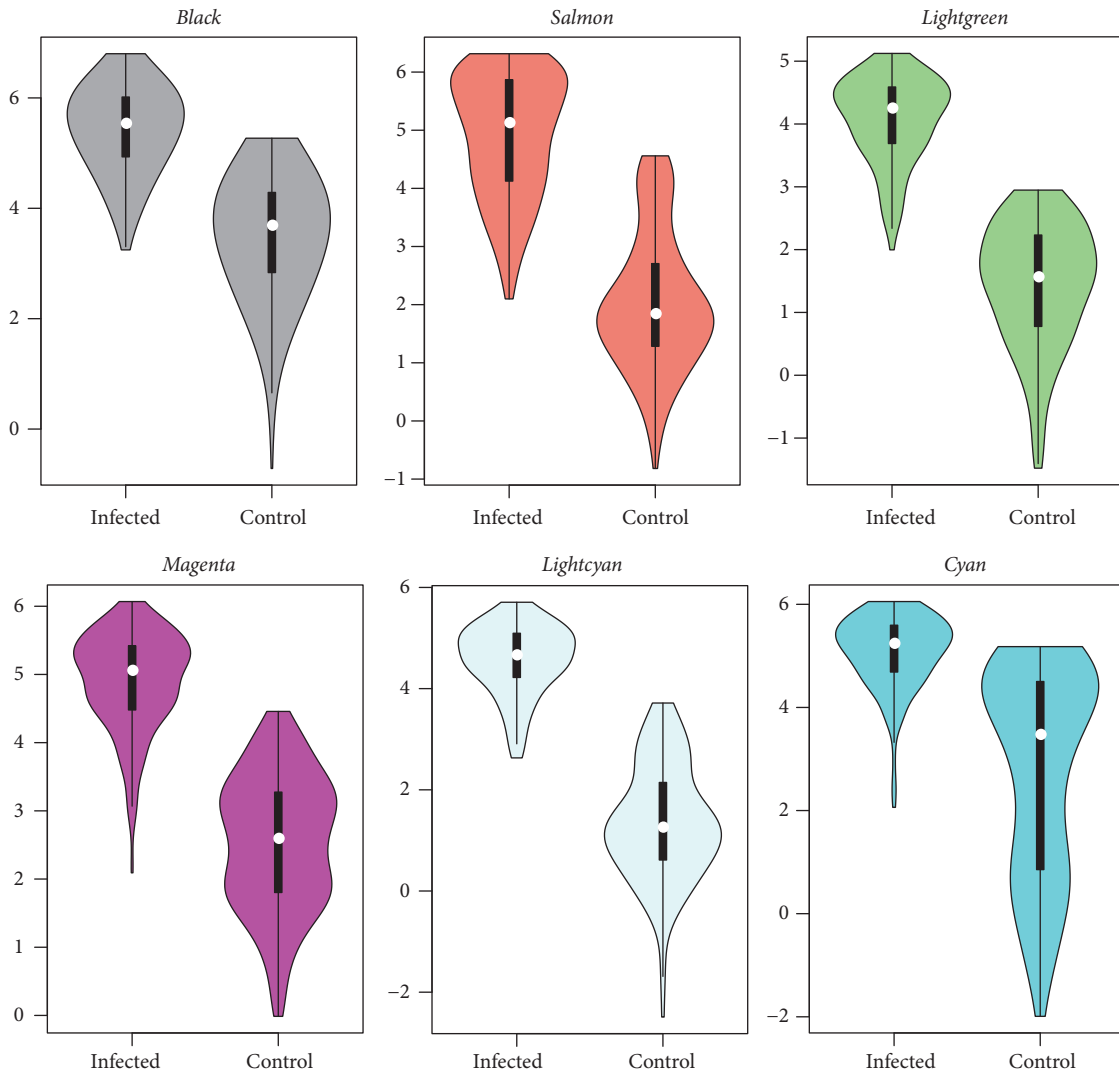 Black
Salmon
Lightgreen
6
4
2
0
Infected
Control
6
5
4
3
2
1
0
−1
Infected
Control
5
4
3
2
1
0
−1
Infected
Control
Magenta
Lightcyan
Cyan
6
5
4
3
2
1
0
Infected
Control
6
4
2
0
−2
Infected
Control
6
4
2
0
−2
Infected
Control